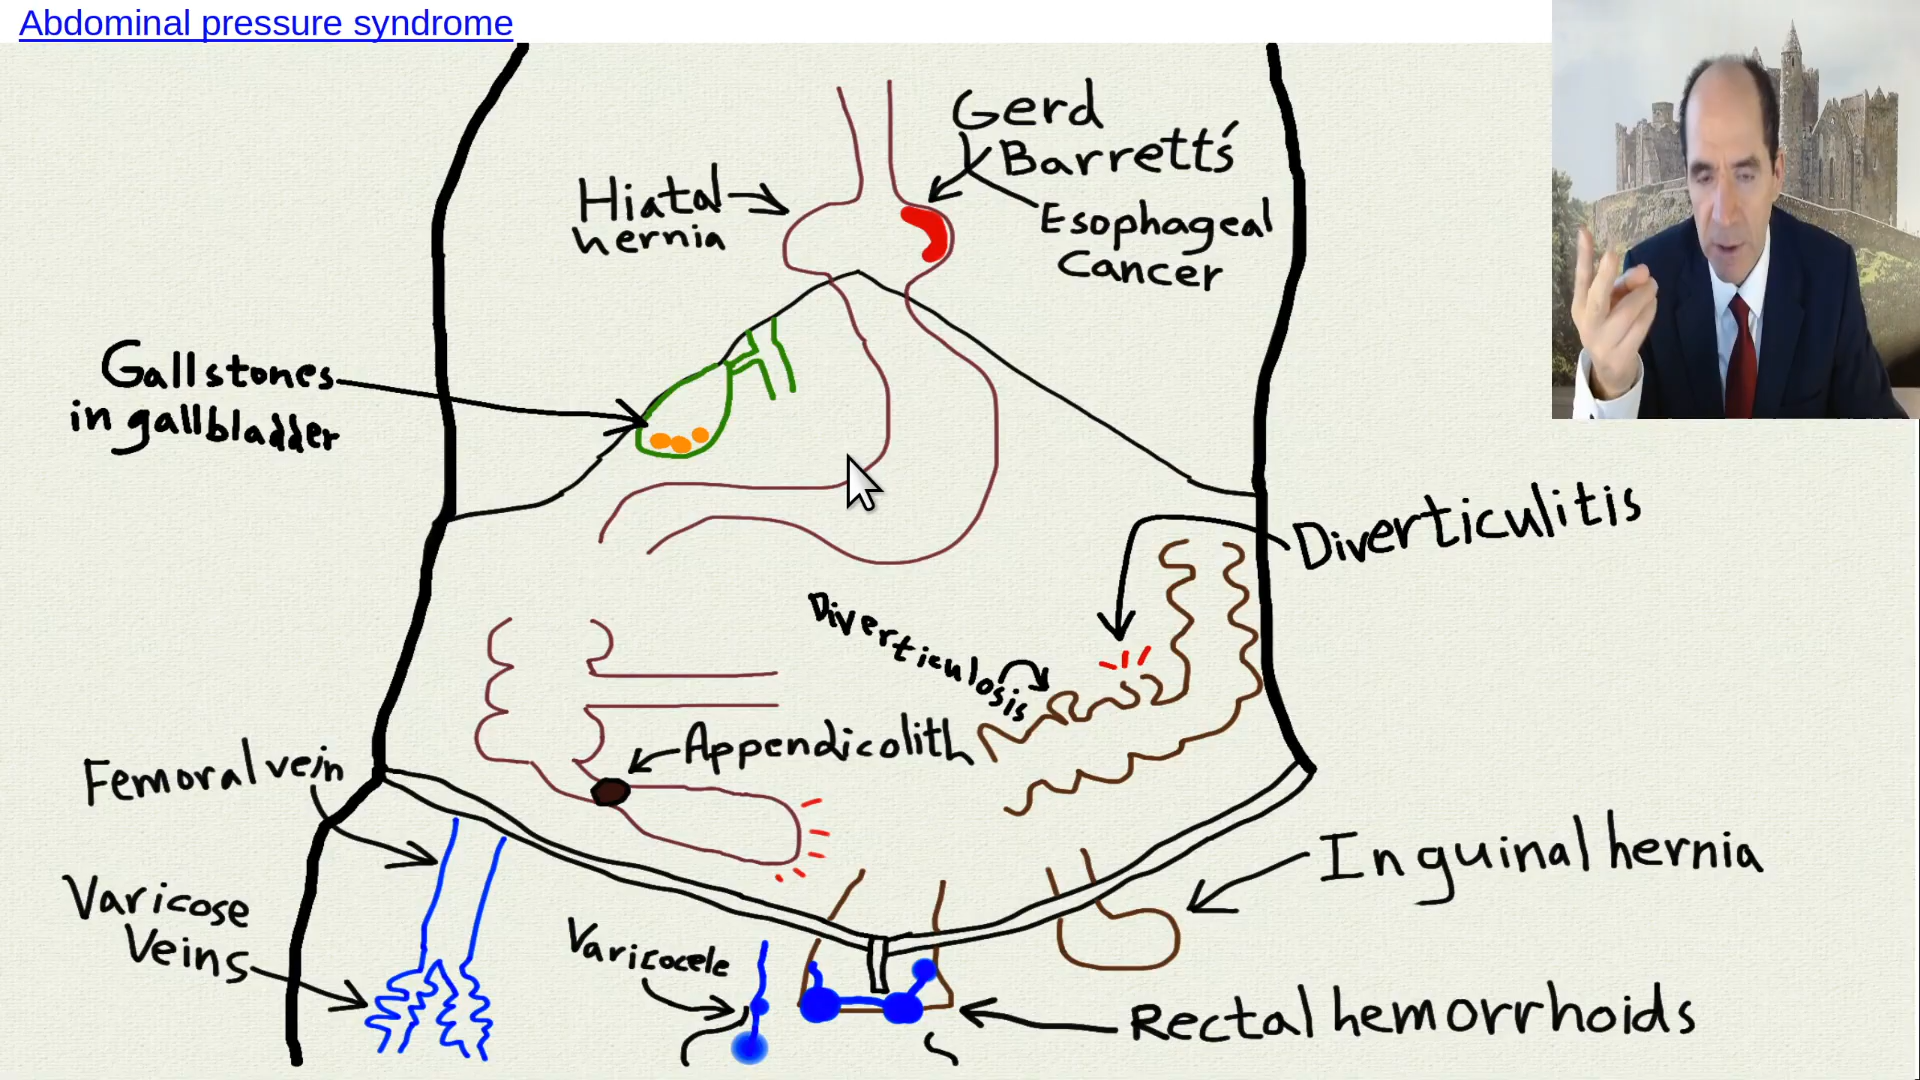 Abdominal pressure syndrome
Gerd
Barrett's
Esophageal
Cancer
Hiatal
hernia
Gallstones
in gallbladder
Diverticulitis
Diverticulosis
Appendicolith
Femoral vein
Varicose
Veins
Varicocele
Inguinal hernia
Rectal hemorrhoids